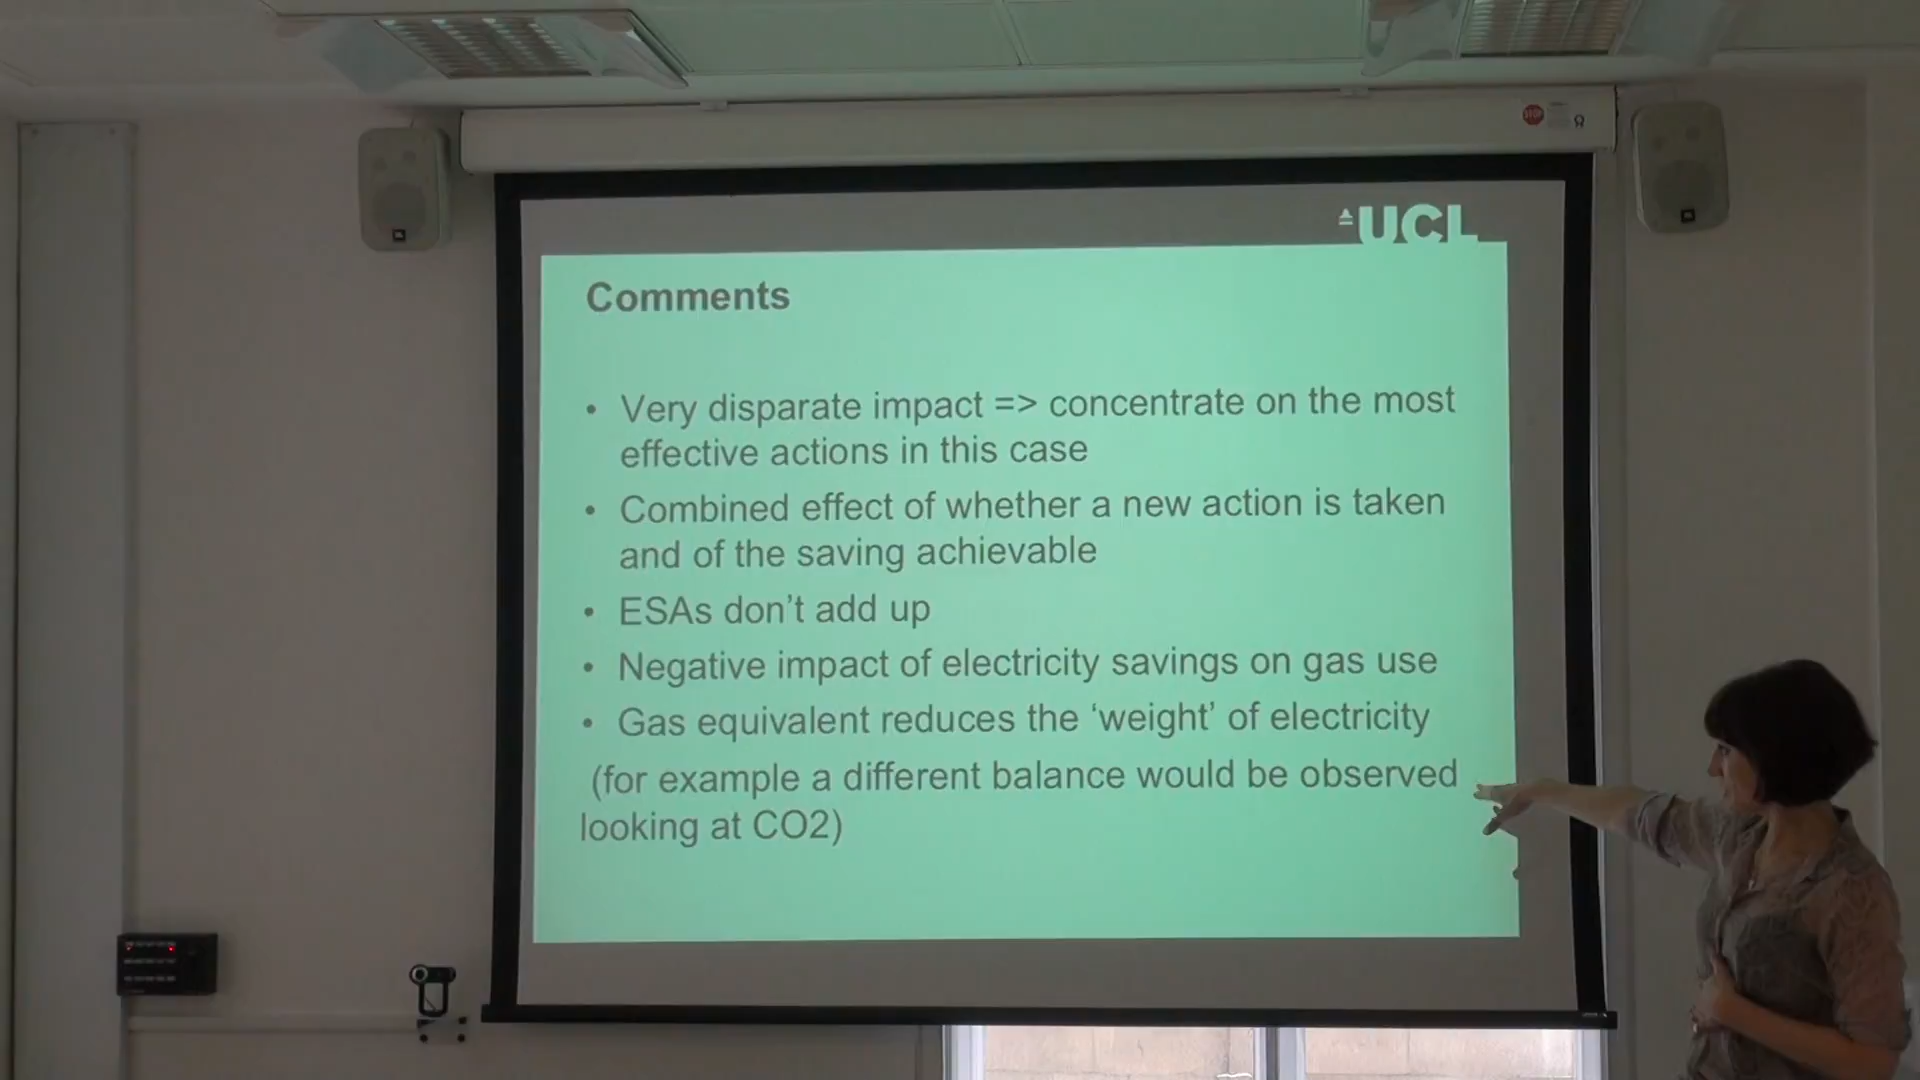 STOP
UCL
Comments
• Very disparate impact => concentrate on the most
effective actions in this case
• Combined effect of whether a new action is taken
and of the saving achievable
• ESAs don’t add up
• Negative impact of electricity savings on gas use
• Gas equivalent reduces the ‘weight’ of electricity
(for example a different balance would be observed
looking at CO2)